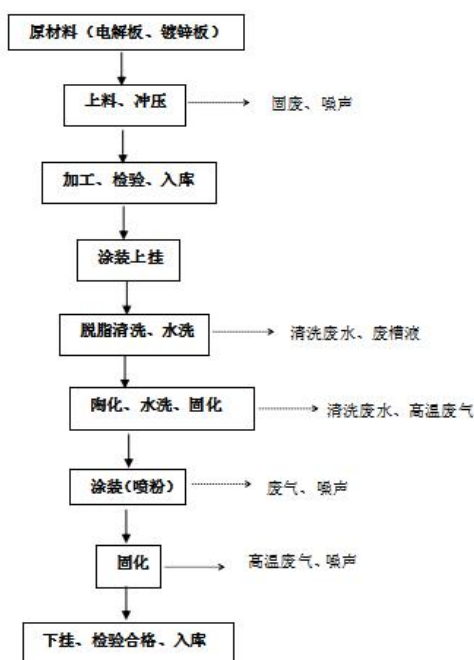 原材料（电解板、镀锌板）
上料、冲压
固废、噪声
加工、检验、入库
涂装上挂
脱脂清洗、水洗
清洗废水、废槽液
陶化、水洗、固化
清洗废水、高温废气
涂装(喷粉)
废气、噪声
固化
高温废气、噪声
下挂、检验合格、入库